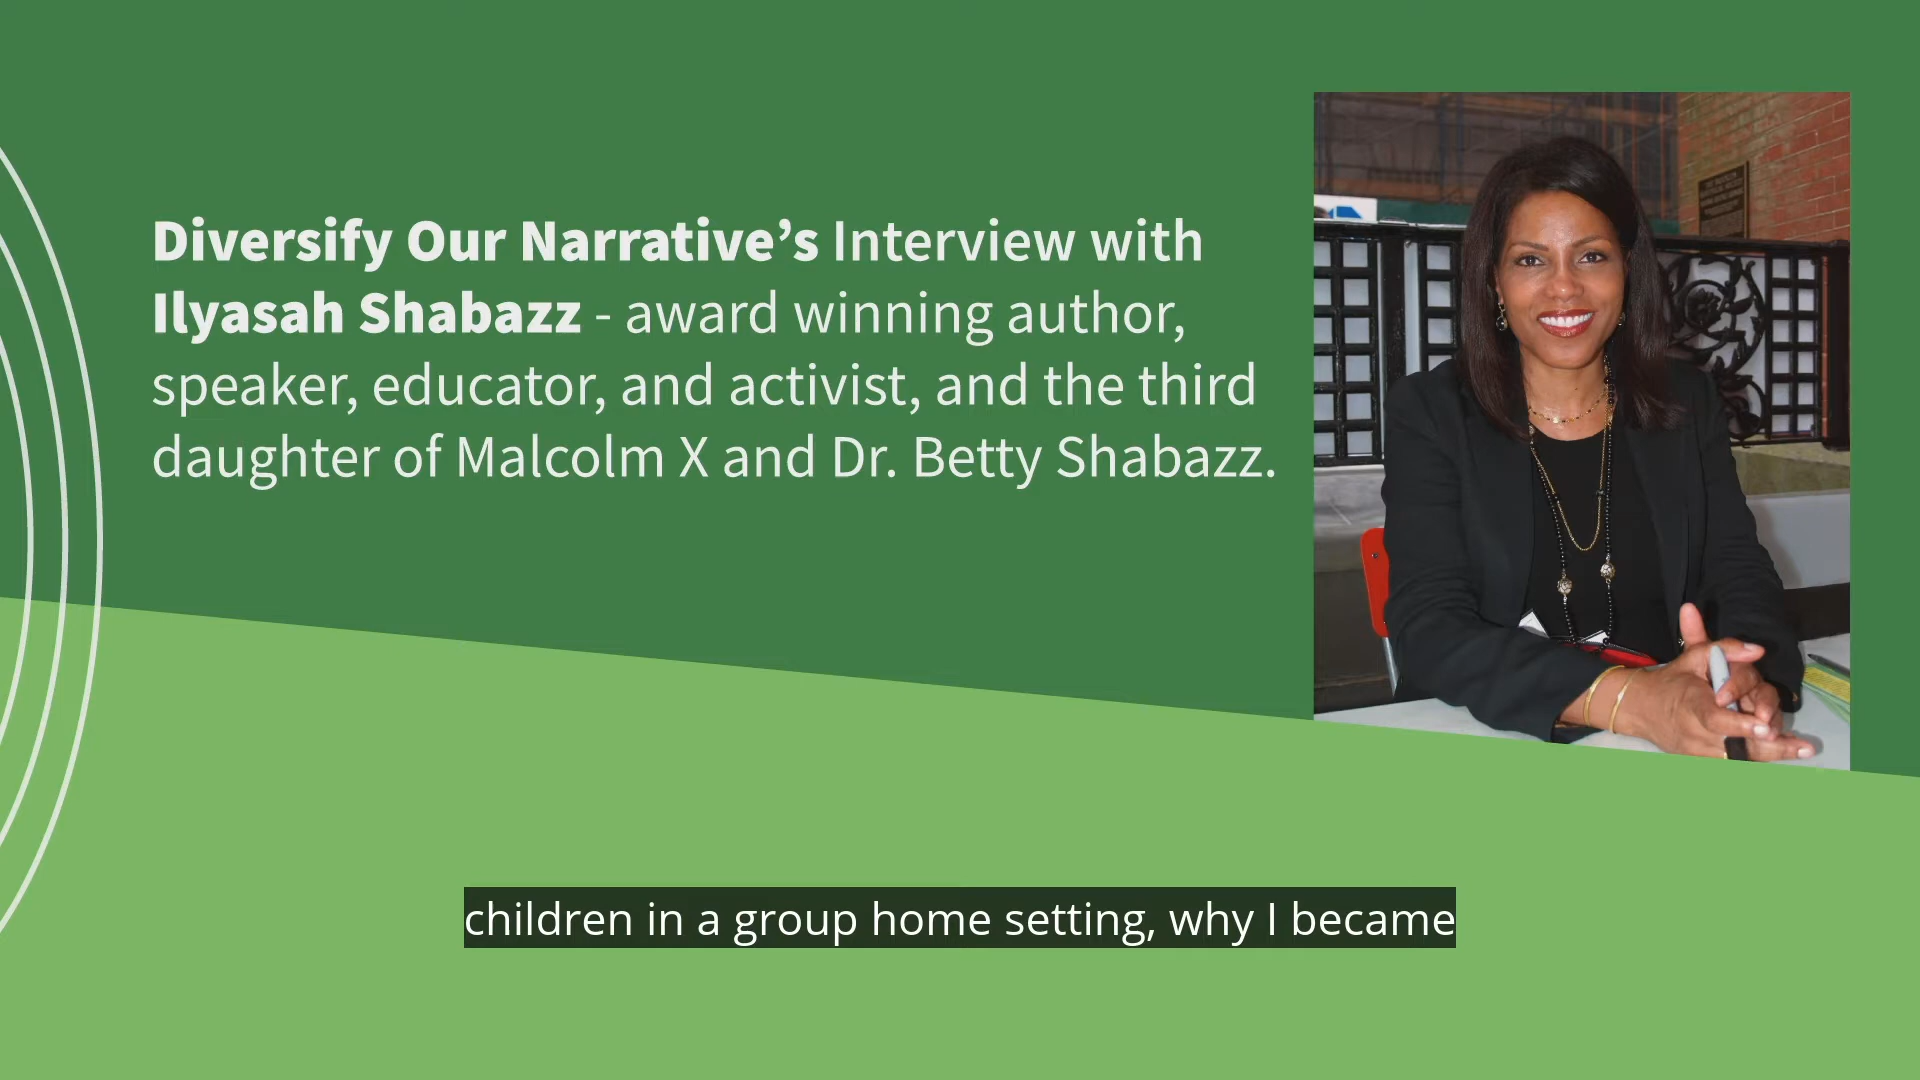 Diversify Our Narrative’s Interview with
Ilyasah Shabazz - award winning author,
speaker, educator, and activist, and the third
daughter of Malcolm X and Dr. Betty Shabazz.
children in a group home setting, why I became